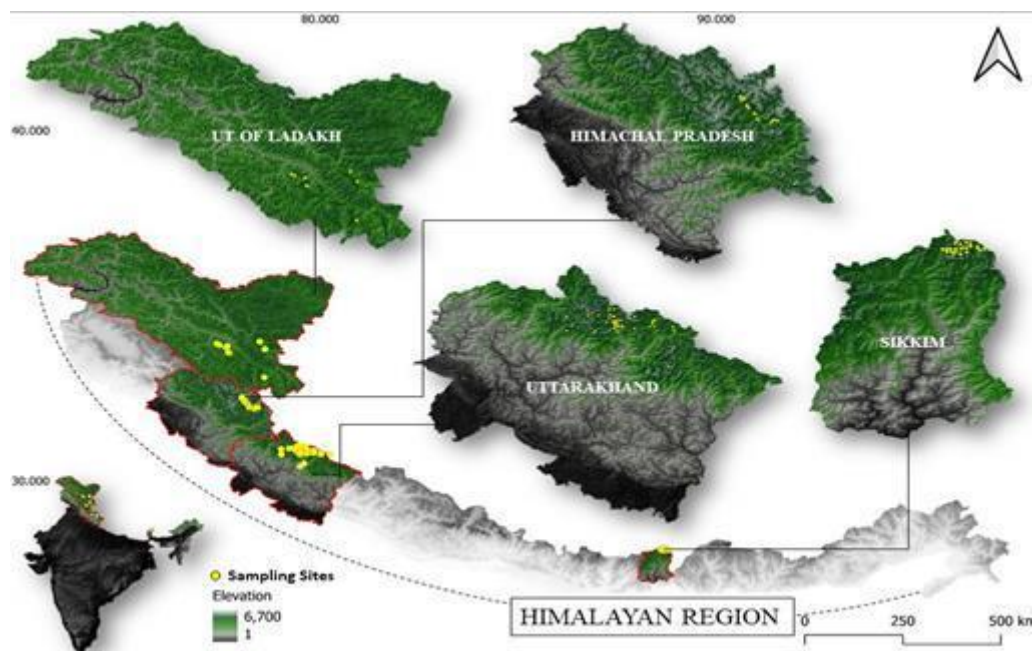 80.000
90.000
40.000
UT OF LADAKH
HIMACHAL PRADESH
SIKKIM
UTTARAKHAND
30.000
Sampling Sites
Elevation
6,700
1
HIMALAYAN REGION
0 250 500 km